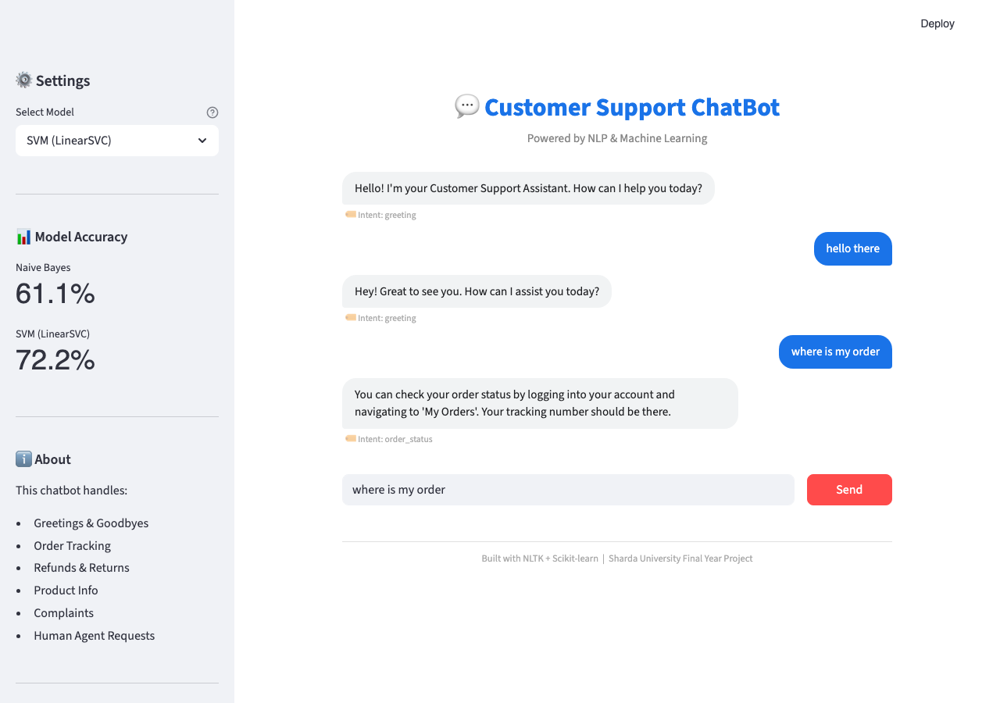 Deploy
⚙️ Settings
Select Model
SVM (LinearSVC)
📊 Model Accuracy
Naive Bayes
61.1%
SVM (LinearSVC)
72.2%
ℹ️ About
This chatbot handles:
• Greetings & Goodbyes
• Order Tracking
• Refunds & Returns
• Product Info
• Complaints
• Human Agent Requests
💬 Customer Support ChatBot
Powered by NLP & Machine Learning
Hello! I'm your Customer Support Assistant. How can I help you today?
🏷️ Intent: greeting
hello there
Hey! Great to see you. How can I assist you today?
🏷️ Intent: greeting
where is my order
You can check your order status by logging into your account and
navigating to 'My Orders'. Your tracking number should be there.
🏷️ Intent: order_status
where is my order
Send
Built with NLTK + Scikit-learn | Sharda University Final Year Project